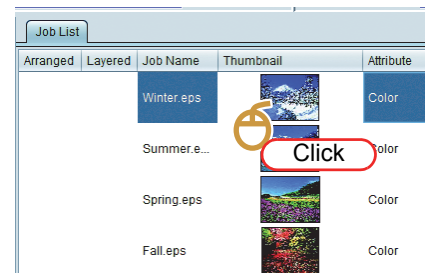 Job List
Arranged Layered Job Name Thumbnail Attribute
Winter.eps Color
Summer.e... Color
Click
Spring.eps Color
Fall.eps Color